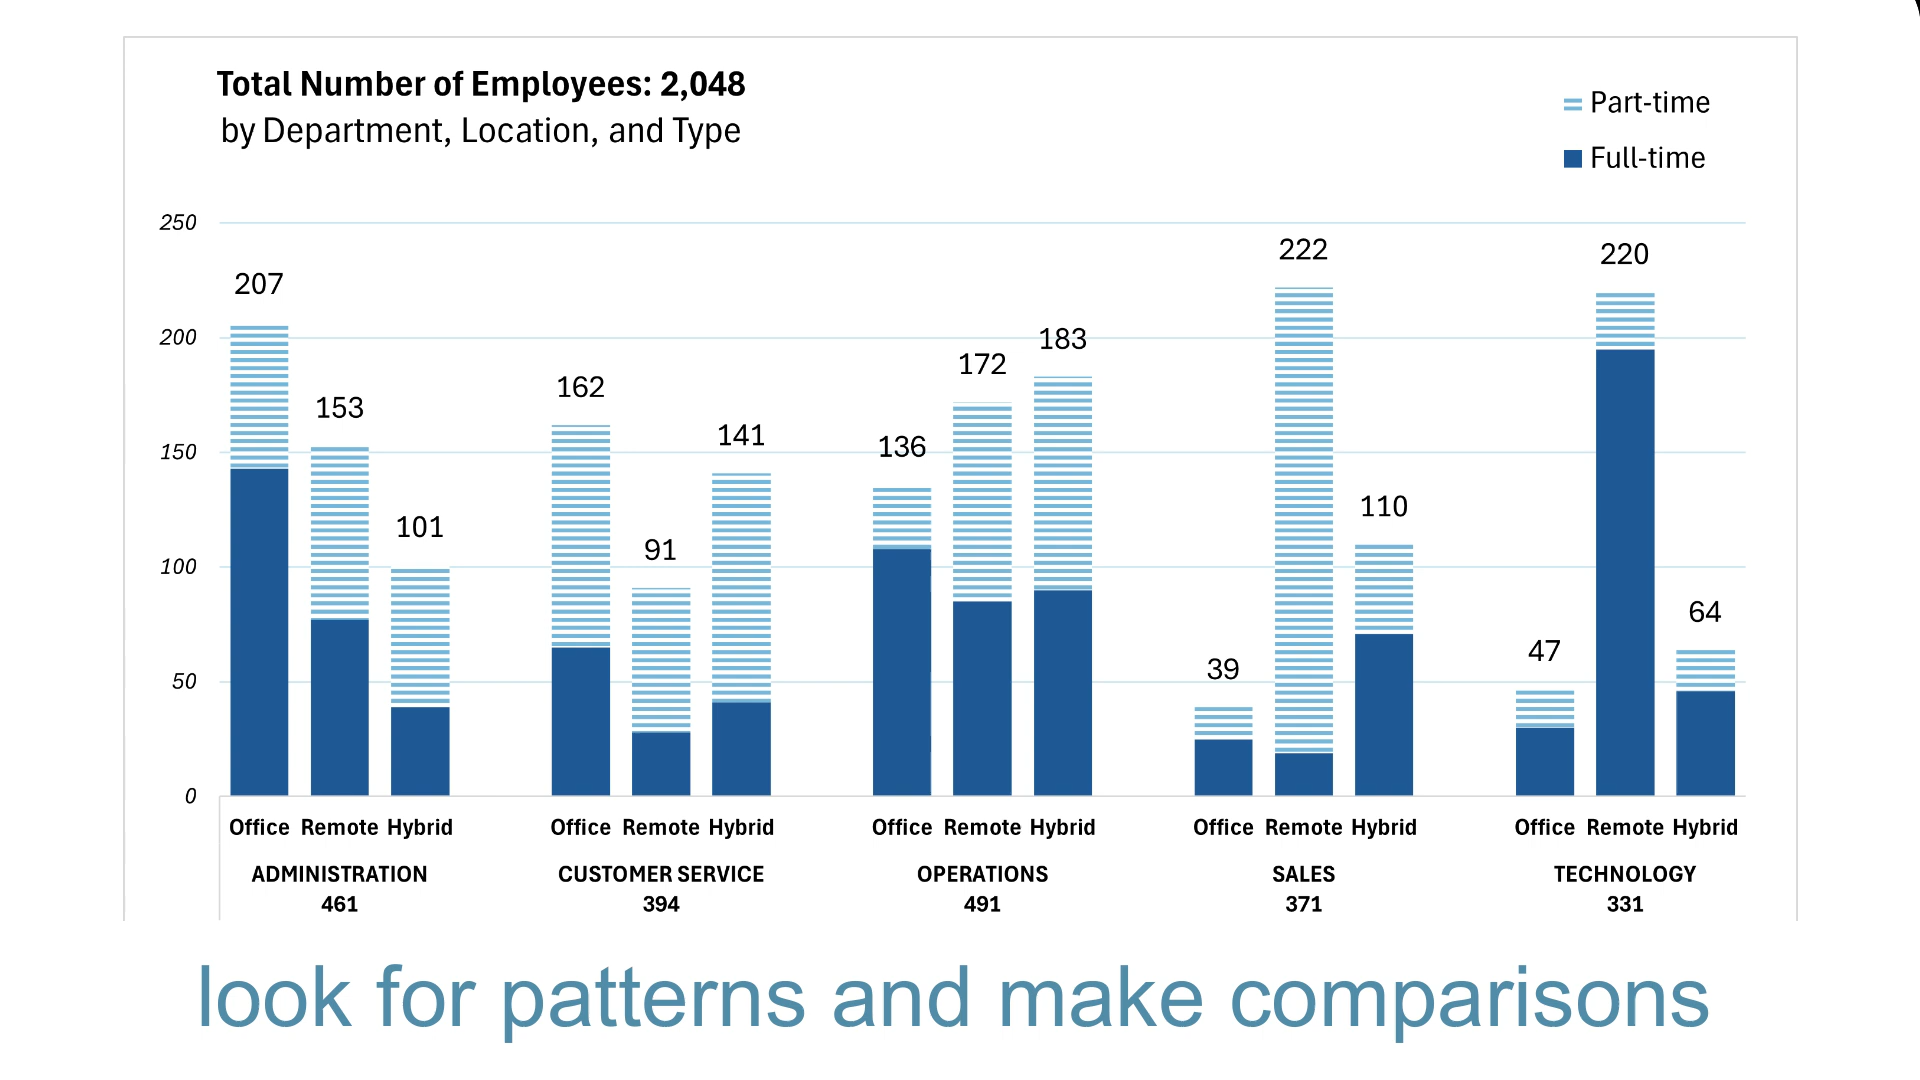 Total Number of Employees: 2,048
by Department, Location, and Type
Part-time
Full-time
250
200
150
100
50
0
207
153
101
162
91
141
136
172
183
39
222
110
47
220
64
Office Remote Hybrid
Office Remote Hybrid
Office Remote Hybrid
Office Remote Hybrid
Office Remote Hybrid
ADMINISTRATION
461
CUSTOMER SERVICE
394
OPERATIONS
491
SALES
371
TECHNOLOGY
331
look for patterns and make comparisons